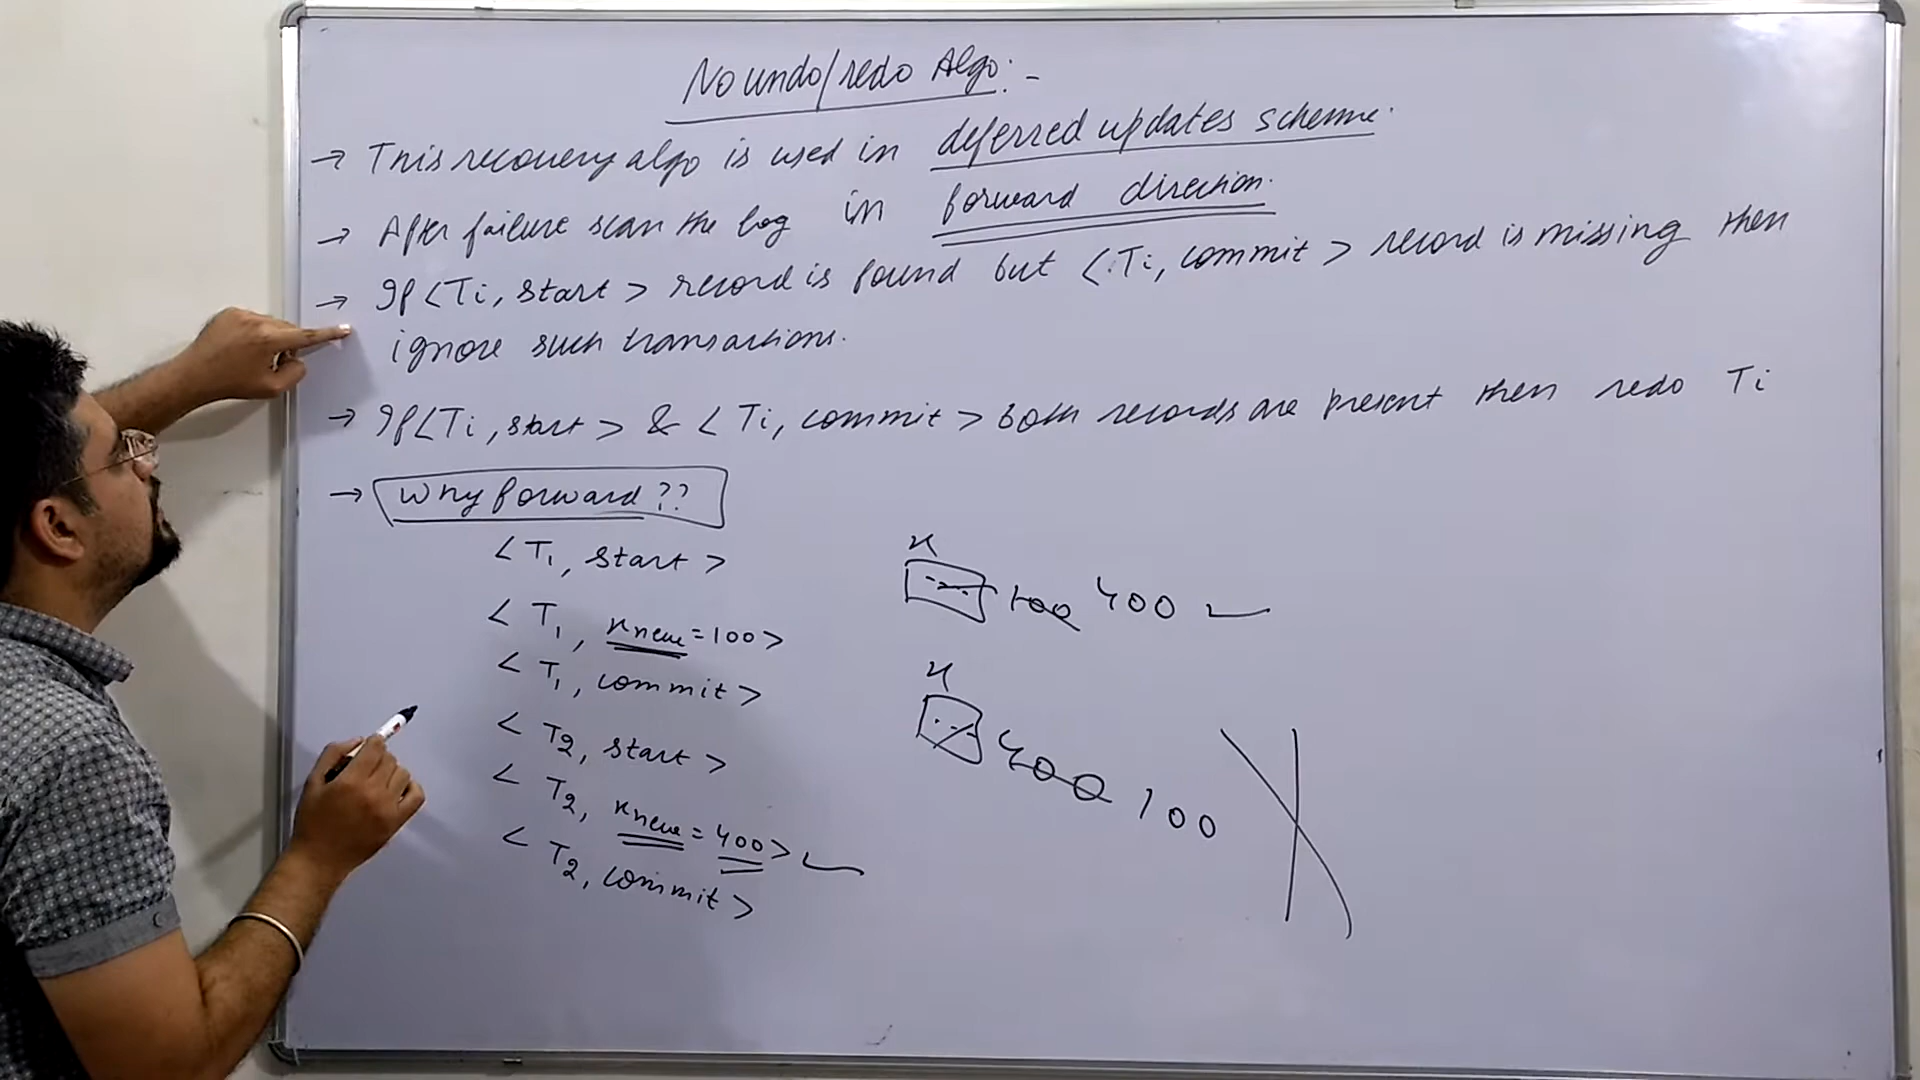 No undo/redo Algo:-
→ This recovery algo is used in deferred updates scheme.
→ After failure scan the log in forward direction.
→ If <Ti, start> record is found but <Ti, commit> record is missing then
ignore such transactions.
→ If <Ti, start> & <Ti, commit> both records are present then redo Ti
→ Why forward??
<T1, start>
<T1, xnew = 100>
<T1, commit>
<T2, start>
<T2, xnew = 400>
<T2, commit>
x
100 400
x
400 100